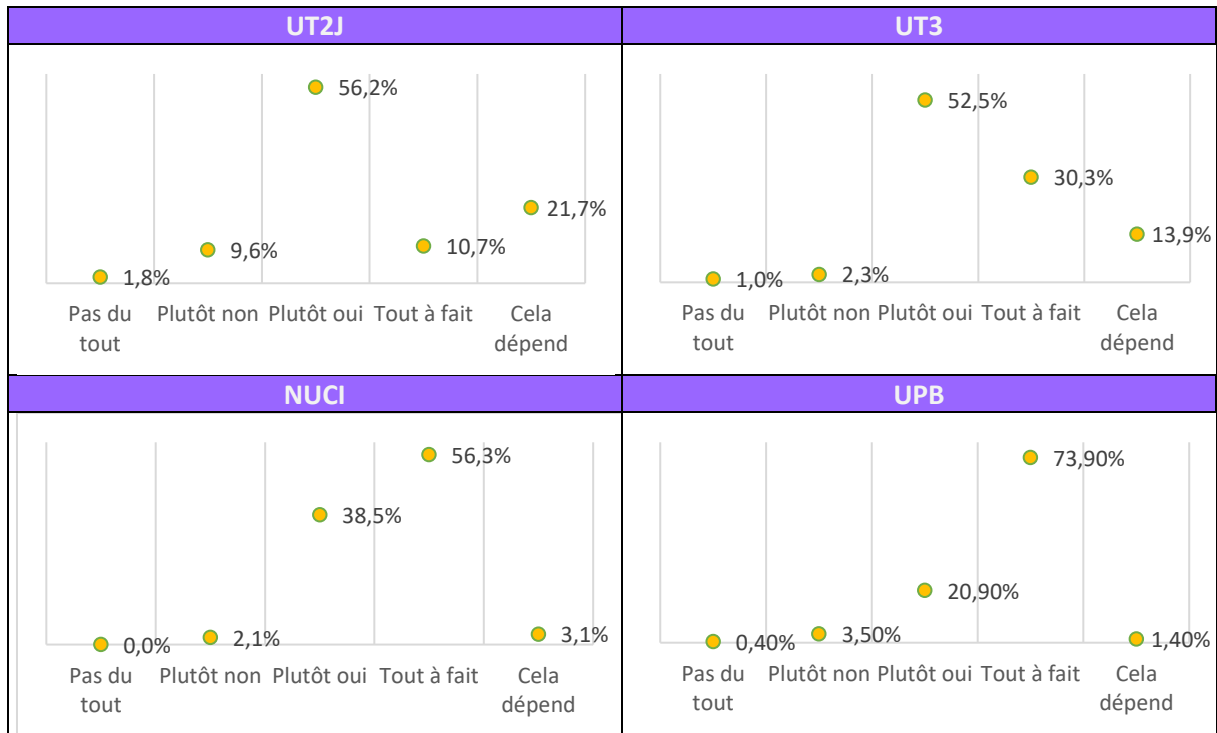 UT2J
56,2%
21,7%
10,7%
9,6%
1,8%
Pas du
tout
Plutôt non
Plutôt oui
Tout à fait
Cela
dépend
UT3
52,5%
30,3%
13,9%
2,3%
1,0%
Pas du
tout
Plutôt non
Plutôt oui
Tout à fait
Cela
dépend
NUCI
56,3%
38,5%
3,1%
2,1%
0,0%
Pas du
tout
Plutôt non
Plutôt oui
Tout à fait
Cela
dépend
UPB
73,90%
20,90%
3,50%
1,40%
0,40%
Pas du
tout
Plutôt non
Plutôt oui
Tout à fait
Cela
dépend